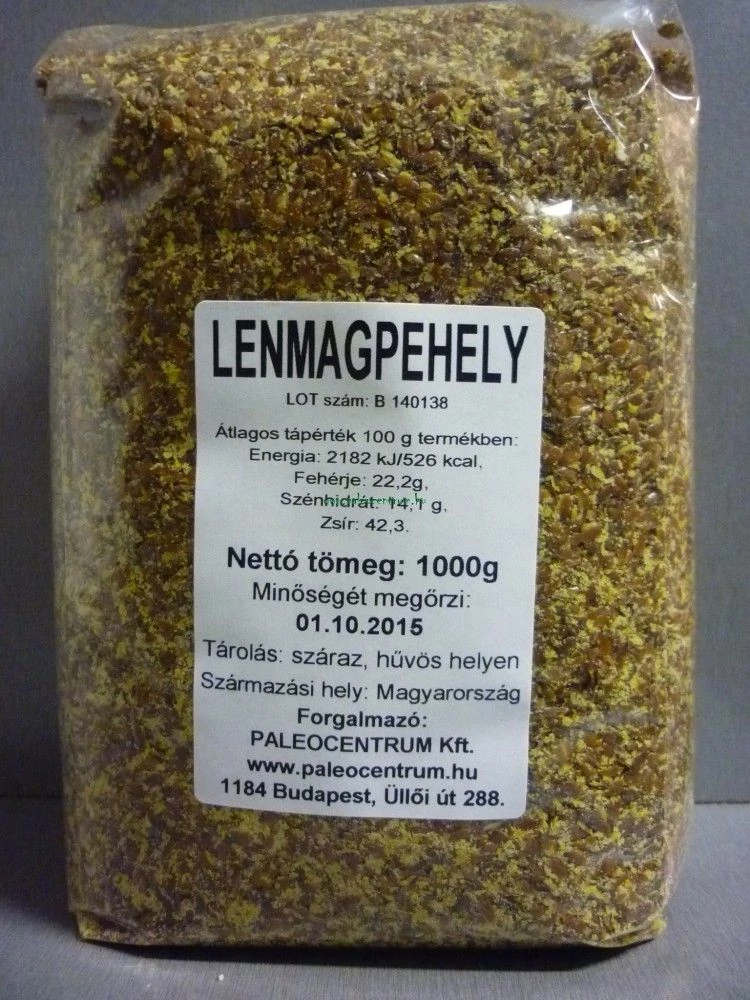 LENMAGPEHELY
LOT szám: B 140138
Átlagos tápérték 100 g termékben:
Energia: 2182 kJ/526 kcal,
Fehérje: 22,2g,
Szénhidrát: 14,1 g,
Zsír: 42,3.
Nettó tömeg: 1000g
Minőségét megőrzi:
01.10.2015
Tárolás: száraz, hűvös helyen
Származási hely: Magyarország
Forgalmazó:
PALEOCENTRUM Kft.
www.paleocentrum.hu
1184 Budapest, Üllői út 288.